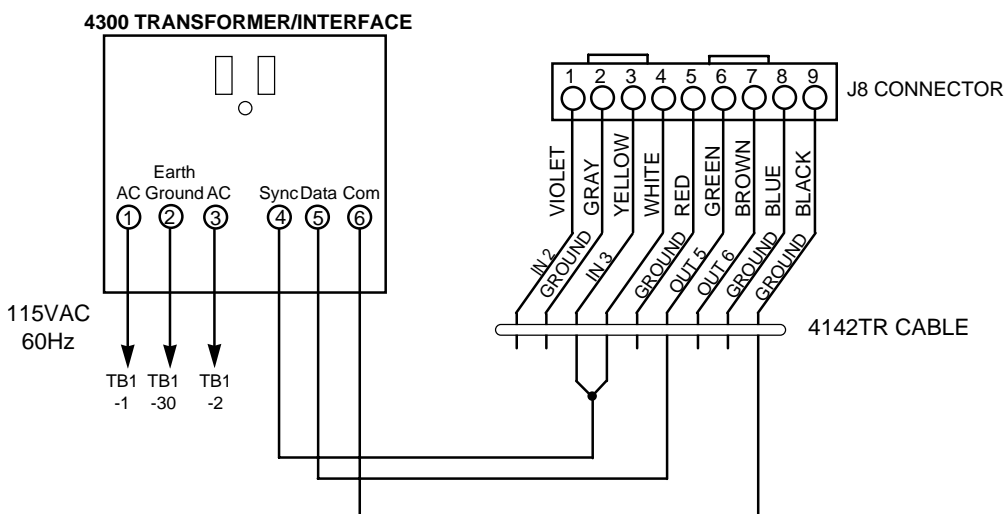 4300 TRANSFORMER/INTERFACE
Earth
AC Ground AC Sync Data Com
1 2 3 4 5 6
115VAC
60Hz
TB1 TB1 TB1
-1 -30 -2
1 2 3 4 5 6 7 8 9
J8 CONNECTOR
VIOLET
GRAY
YELLOW
WHITE
RED
GREEN
BROWN
BLUE
BLACK
IN 2
GROUND
IN 3
GROUND
OUT 5
OUT 6
GROUND
GROUND
4142TR CABLE